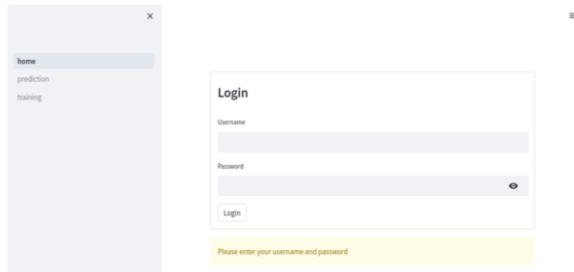 home
prediction
training
Login
Username
Password
Login
Please enter your username and password